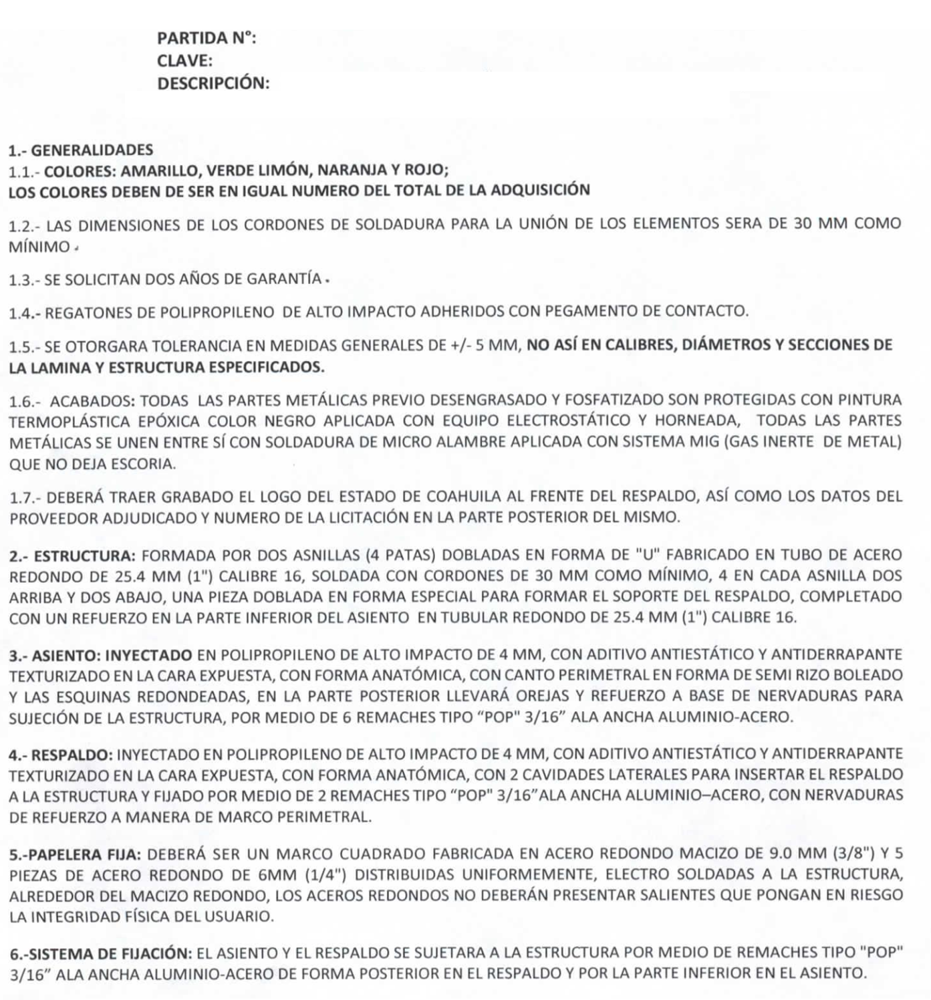 PARTIDA N°:
CLAVE:
DESCRIPCIÓN:
1.- GENERALIDADES
1.1.- COLORES: AMARILLO, VERDE LIMÓN, NARANJA Y ROJO;
LOS COLORES DEBEN DE SER EN IGUAL NUMERO DEL TOTAL DE LA ADQUISICIÓN
1.2.- LAS DIMENSIONES DE LOS CORDONES DE SOLDADURA PARA LA UNIÓN DE LOS ELEMENTOS SERA DE 30 MM COMO
MÍNIMO.
1.3.- SE SOLICITAN DOS AÑOS DE GARANTÍA.
1.4.- REGATONES DE POLIPROPILENO DE ALTO IMPACTO ADHERIDOS CON PEGAMENTO DE CONTACTO.
1.5.- SE OTORGARA TOLERANCIA EN MEDIDAS GENERALES DE +/- 5 MM, NO ASÍ EN CALIBRES, DIÁMETROS Y SECCIONES DE
LA LAMINA Y ESTRUCTURA ESPECIFICADOS.
1.6.- ACABADOS: TODAS LAS PARTES METÁLICAS PREVIO DESENGRASADO Y FOSFATIZADO SON PROTEGIDAS CON PINTURA
TERMOPLÁSTICA EPÓXICA COLOR NEGRO APLICADA CON EQUIPO ELECTROSTÁTICO Y HORNEADA, TODAS LAS PARTES
METÁLICAS SE UNEN ENTRE SÍ CON SOLDADURA DE MICRO ALAMBRE APLICADA CON SISTEMA MIG (GAS INERTE DE METAL)
QUE NO DEJA ESCORIA.
1.7.- DEBERÁ TRAER GRABADO EL LOGO DEL ESTADO DE COAHUILA AL FRENTE DEL RESPALDO, ASÍ COMO LOS DATOS DEL
PROVEEDOR ADJUDICADO Y NUMERO DE LA LICITACIÓN EN LA PARTE POSTERIOR DEL MISMO.
2.- ESTRUCTURA: FORMADA POR DOS ASNILLAS (4 PATAS) DOBLADAS EN FORMA DE "U" FABRICADO EN TUBO DE ACERO
REDONDO DE 25.4 MM (1") CALIBRE 16, SOLDADA CON CORDONES DE 30 MM COMO MÍNIMO, 4 EN CADA ASNILLA DOS
ARRIBA Y DOS ABAJO, UNA PIEZA DOBLADA EN FORMA ESPECIAL PARA FORMAR EL SOPORTE DEL RESPALDO, COMPLETADO
CON UN REFUERZO EN LA PARTE INFERIOR DEL ASIENTO EN TUBULAR REDONDO DE 25.4 MM (1") CALIBRE 16.
3.- ASIENTO: INYECTADO EN POLIPROPILENO DE ALTO IMPACTO DE 4 MM, CON ADITIVO ANTIESTÁTICO Y ANTIDERRAPANTE
TEXTURIZADO EN LA CARA EXPUESTA, CON FORMA ANATÓMICA, CON CANTO PERIMETRAL EN FORMA DE SEMI RIZO BOLEADO
Y LAS ESQUINAS REDONDEADAS, EN LA PARTE POSTERIOR LLEVARÁ OREJAS Y REFUERZO A BASE DE NERVADURAS PARA
SUJECIÓN DE LA ESTRUCTURA, POR MEDIO DE 6 REMACHES TIPO “POP" 3/16” ALA ANCHA ALUMINIO-ACERO.
4.- RESPALDO: INYECTADO EN POLIPROPILENO DE ALTO IMPACTO DE 4 MM, CON ADITIVO ANTIESTÁTICO Y ANTIDERRAPANTE
TEXTURIZADO EN LA CARA EXPUESTA, CON FORMA ANATÓMICA, CON 2 CAVIDADES LATERALES PARA INSERTAR EL RESPALDO
A LA ESTRUCTURA Y FIJADO POR MEDIO DE 2 REMACHES TIPO “POP" 3/16”ALA ANCHA ALUMINIO–ACERO, CON NERVADURAS
DE REFUERZO A MANERA DE MARCO PERIMETRAL.
5.-PAPELERA FIJA: DEBERÁ SER UN MARCO CUADRADO FABRICADA EN ACERO REDONDO MACIZO DE 9.0 MM (3/8") Y 5
PIEZAS DE ACERO REDONDO DE 6MM (1/4") DISTRIBUIDAS UNIFORMEMENTE, ELECTRO SOLDADAS A LA ESTRUCTURA,
ALREDEDOR DEL MACIZO REDONDO, LOS ACEROS REDONDOS NO DEBERÁN PRESENTAR SALIENTES QUE PONGAN EN RIESGO
LA INTEGRIDAD FÍSICA DEL USUARIO.
6.-SISTEMA DE FIJACIÓN: EL ASIENTO Y EL RESPALDO SE SUJETARA A LA ESTRUCTURA POR MEDIO DE REMACHES TIPO "POP"
3/16” ALA ANCHA ALUMINIO-ACERO DE FORMA POSTERIOR EN EL RESPALDO Y POR LA PARTE INFERIOR EN EL ASIENTO.